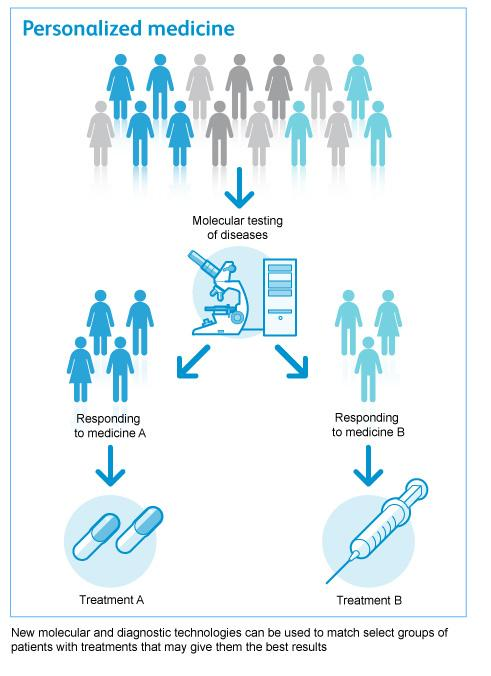 Personalized medicine
Molecular testing
of diseases
Responding
to medicine A
Responding
to medicine B
Treatment A
Treatment B
New molecular and diagnostic technologies can be used to match select groups of
patients with treatments that may give them the best results